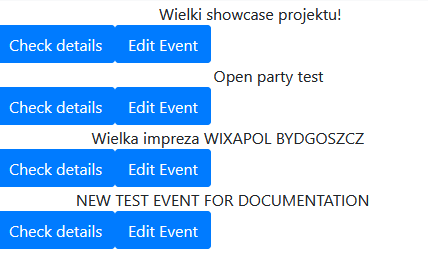 Wielki showcase projektu!
Check details Edit Event
Open party test
Check details Edit Event
Wielka impreza WIXAPOL BYDGOSZCZ
Check details Edit Event
NEW TEST EVENT FOR DOCUMENTATION
Check details Edit Event